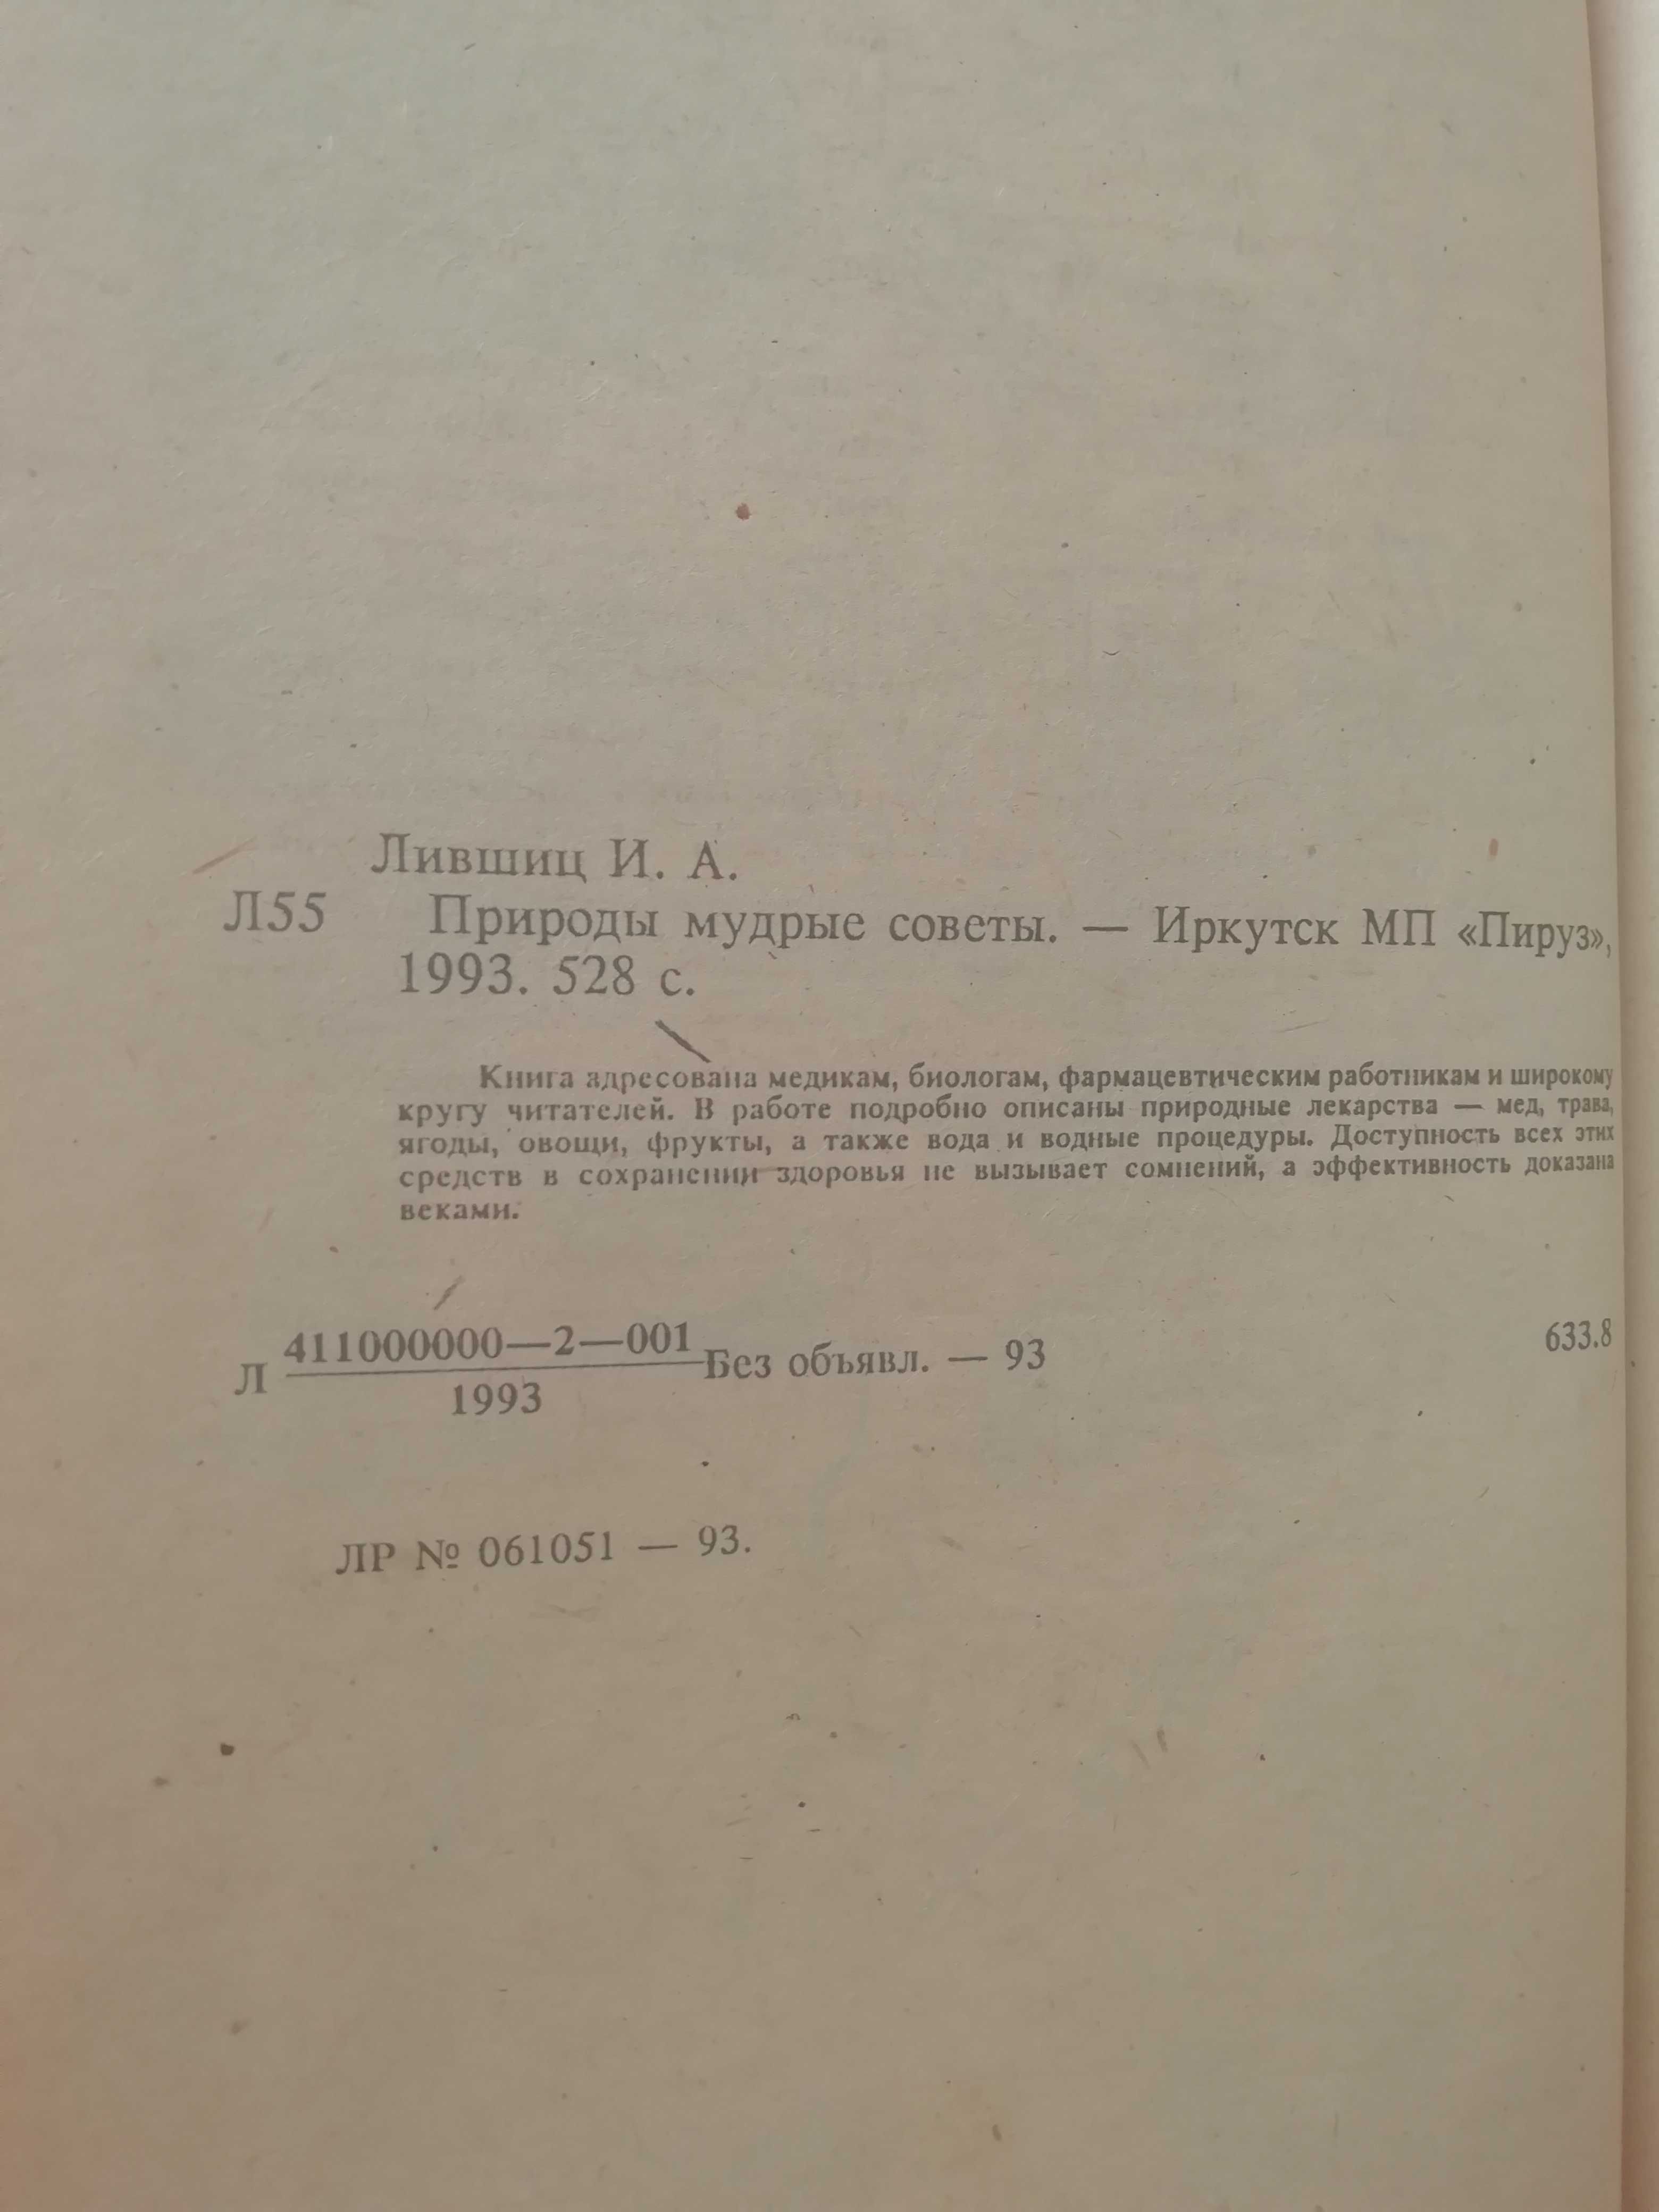 Лившиц И. А.
Л55 Природы мудрые советы. — Иркутск МП «Пируз»,
1993. 528 с.
Книга адресована медикам, биологам, фармацевтическим работникам и широкому
кругу читателей. В работе подробно описаны природные лекарства — мед, трава,
ягоды, овощи, фрукты, а также вода и водные процедуры. Доступность всех этих
средств в сохранении здоровья не вызывает сомнений, а эффективность доказана
веками.
Л 411000000—2—001 Без объявл. — 93 633.8
1993
ЛР № 061051 — 93.